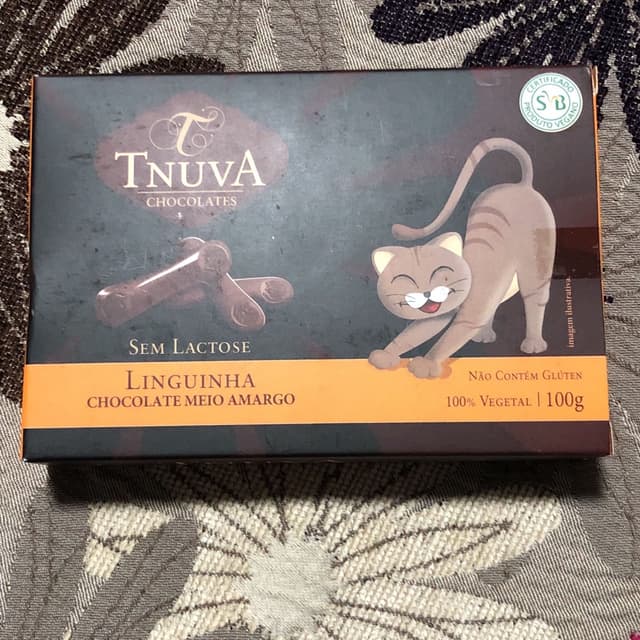 TNUVA
CHOCOLATES
SEM LACTOSE
LINGUINHA
CHOCOLATE MEIO AMARGO
CERTIFICADO
SVB
PRODUTO VEGANO
imagem ilustrativa
NÃO CONTÉM GLÚTEN
100% VEGETAL | 100g